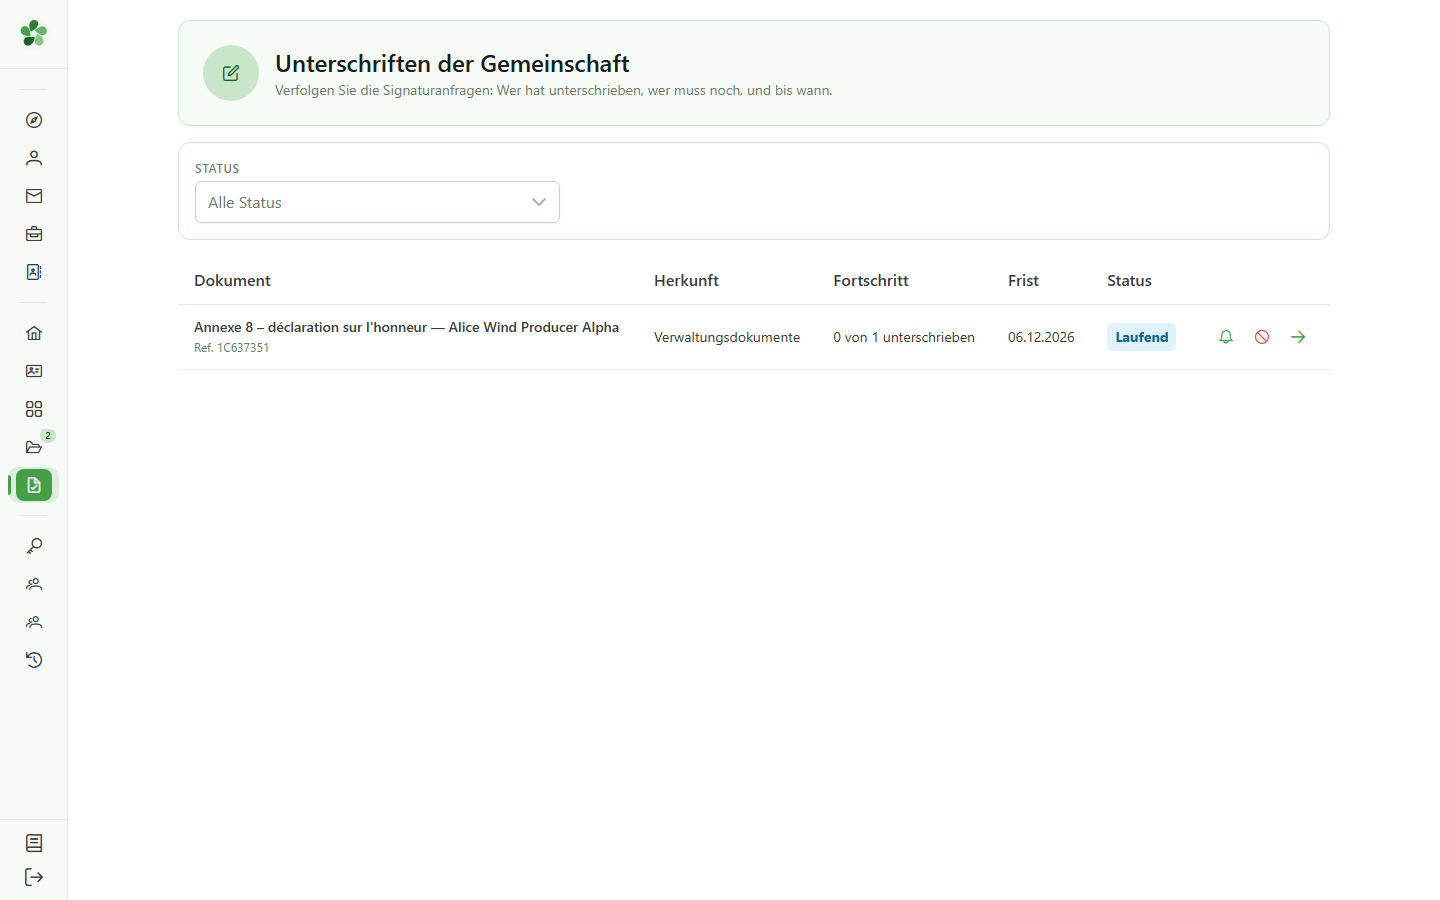 Unterschriften der Gemeinschaft
Verfolgen Sie die Signaturanfragen: Wer hat unterschrieben, wer muss noch, und bis wann.
STATUS
Alle Status
Dokument Herkunft Fortschritt Frist Status
Annexe 8 – déclaration sur l'honneur — Alice Wind Producer Alpha
Ref. 1C637351
Verwaltungsdokumente 0 von 1 unterschrieben 06.12.2026 Laufend
2